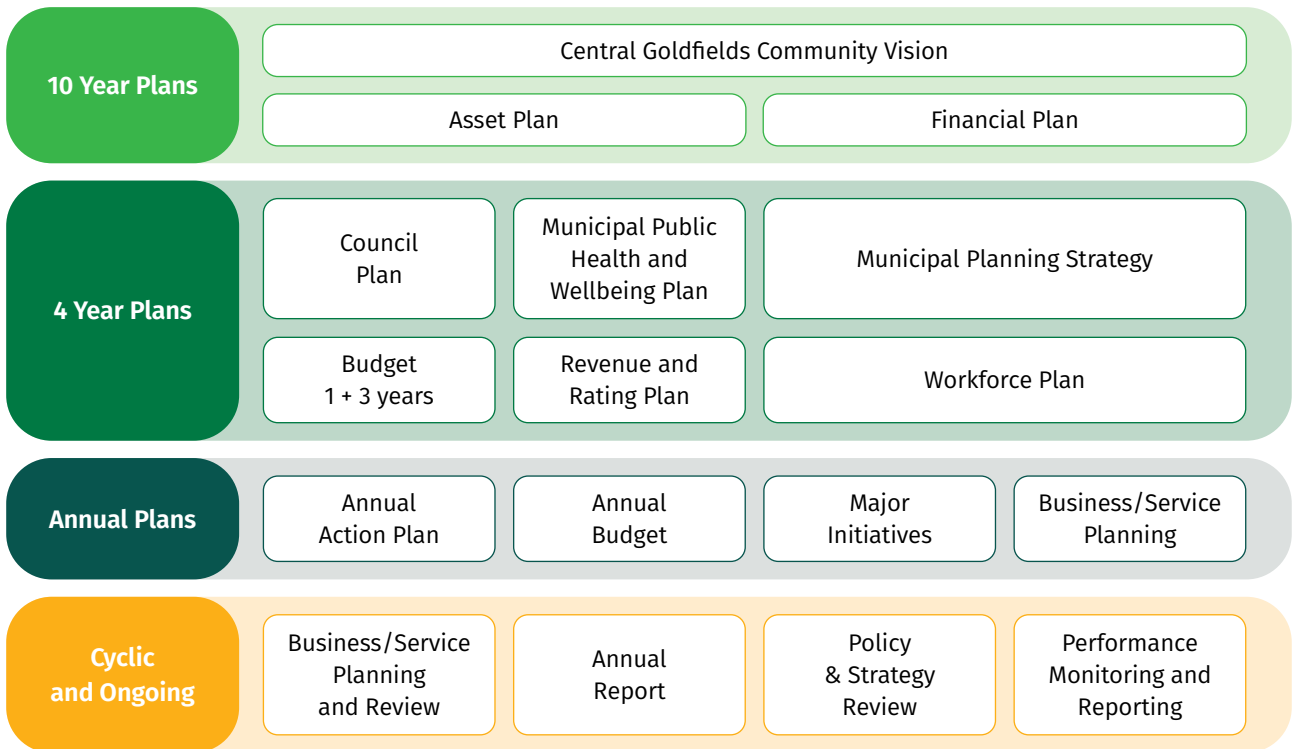 10 Year Plans
Central Goldfields Community Vision
Asset Plan
Financial Plan
4 Year Plans
Council
Plan
Municipal Public
Health and
Wellbeing Plan
Municipal Planning Strategy
Budget
1 + 3 years
Revenue and
Rating Plan
Workforce Plan
Annual Plans
Annual
Action Plan
Annual
Budget
Major
Initiatives
Business/Service
Planning
Cyclic
and Ongoing
Business/Service
Planning
and Review
Annual
Report
Policy
& Strategy
Review
Performance
Monitoring and
Reporting